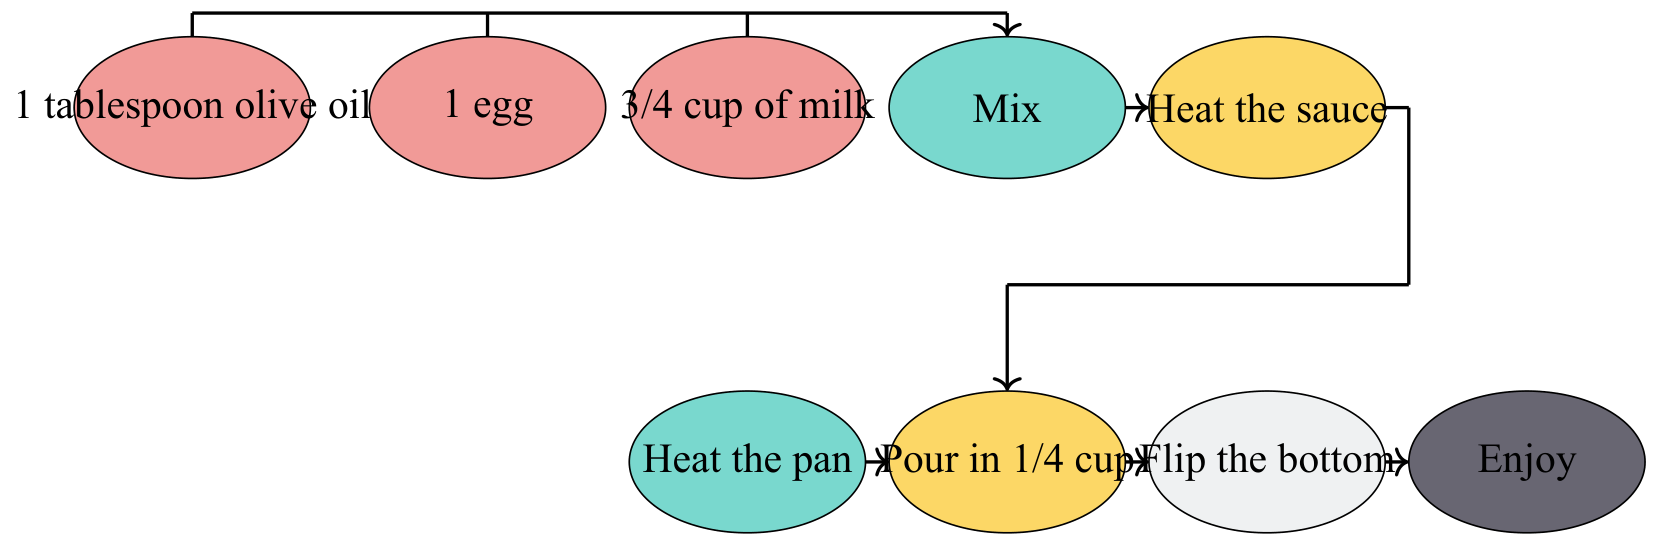 1 tablespoon olive oil
1 egg
3/4 cup of milk
Mix
Heat the sauce
Heat the pan
Pour in 1/4 cup
Flip the bottom
Enjoy